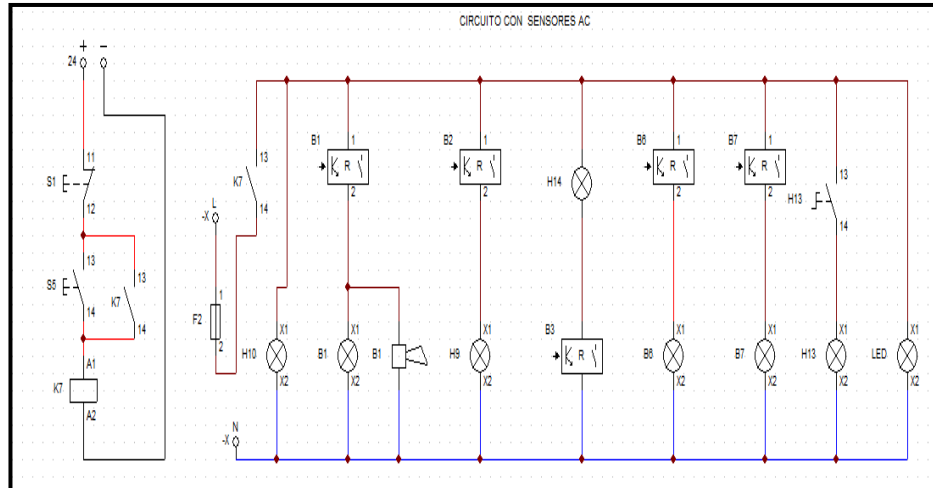 CIRCUITO CON SENSORES AC
+ -
24
11
S1
12
13
S5
14
13
K7
14
A1
K7
A2
L
-X
1
F2
2
13
K7
14
N
-X
H10
X1
X2
B1
1
R
2
X1
B1
X2
B1
B2
1
R
2
X1
H9
X2
H14
B3
R
B6
1
R
2
X1
B6
X2
B7
1
R
2
X1
B7
X2
13
H13
14
X1
H13
X2
X1
LED
X2